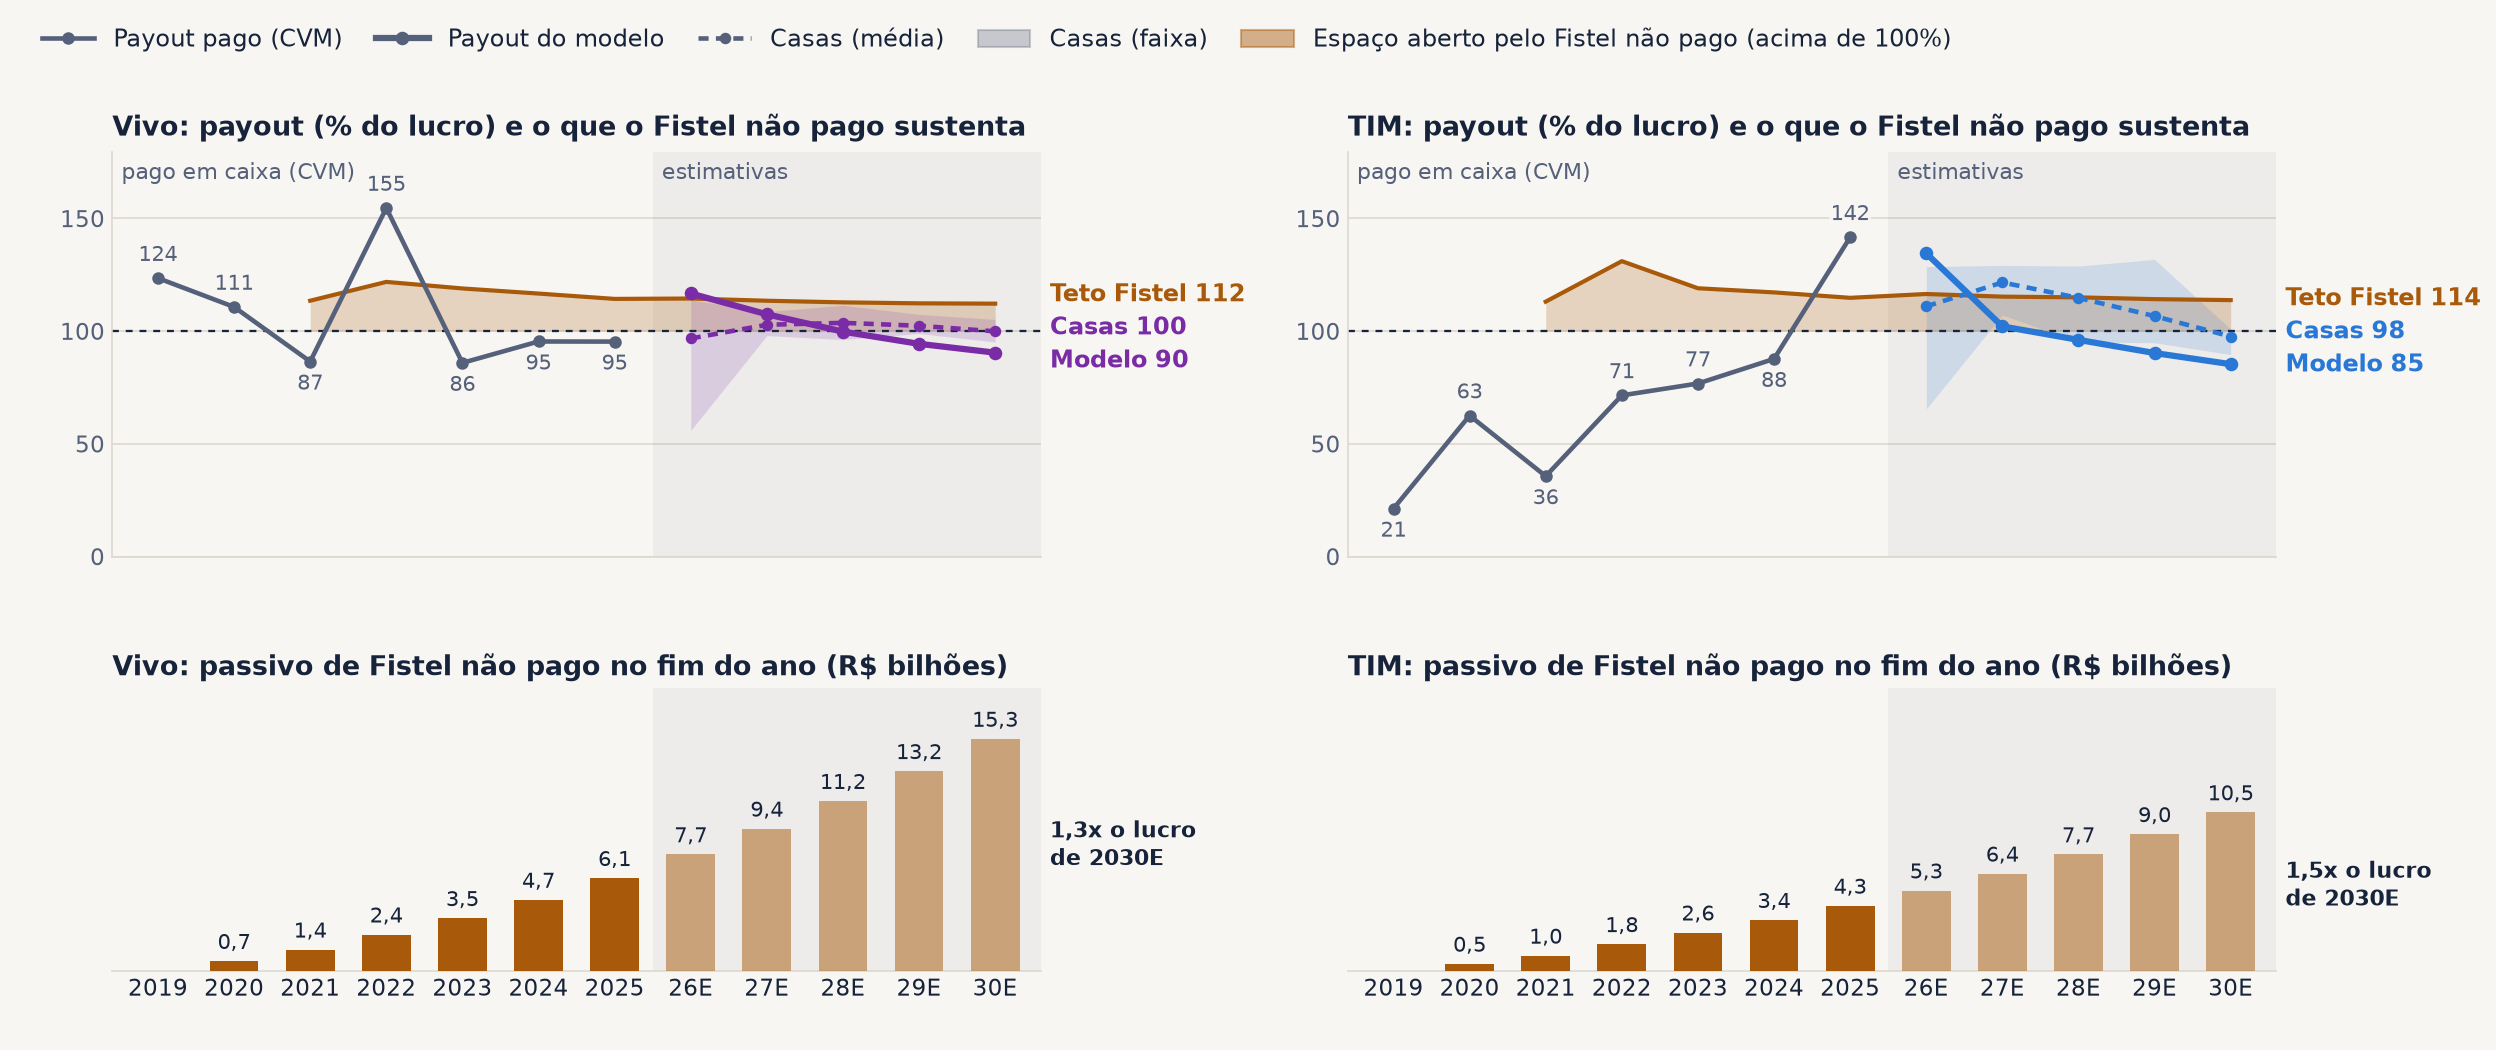 Payout pago (CVM) Payout do modelo Casas (média) Casas (faixa) Espaço aberto pelo Fistel não pago (acima de 100%)
Vivo: payout (% do lucro) e o que o Fistel não pago sustenta
pago em caixa (CVM)
estimativas
150
100
50
0
124
111
87
155
86
95
95
Teto Fistel 112
Casas 100
Modelo 90
TIM: payout (% do lucro) e o que o Fistel não pago sustenta
pago em caixa (CVM)
estimativas
150
100
50
0
21
63
36
71
77
88
142
Teto Fistel 114
Casas 98
Modelo 85
Vivo: passivo de Fistel não pago no fim do ano (R$ bilhões)
0,7
1,4
2,4
3,5
4,7
6,1
7,7
9,4
11,2
13,2
15,3
1,3x o lucro
de 2030E
2019 2020 2021 2022 2023 2024 2025 26E 27E 28E 29E 30E
TIM: passivo de Fistel não pago no fim do ano (R$ bilhões)
0,5
1,0
1,8
2,6
3,4
4,3
5,3
6,4
7,7
9,0
10,5
1,5x o lucro
de 2030E
2019 2020 2021 2022 2023 2024 2025 26E 27E 28E 29E 30E